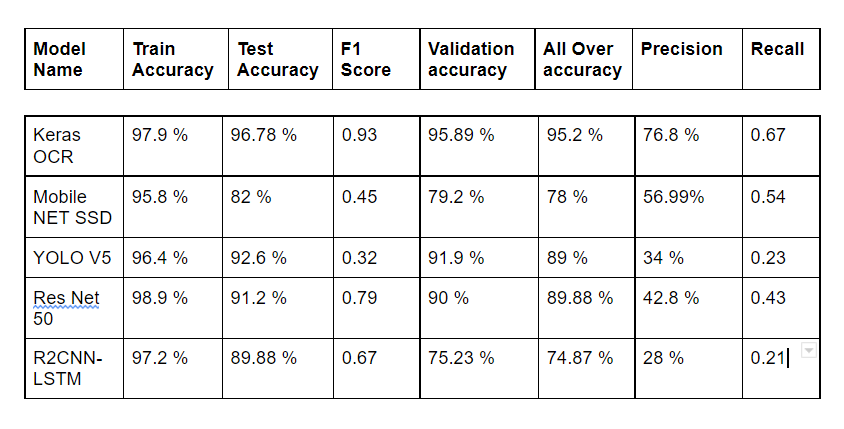 Model Name Train Accuracy Test Accuracy F1 Score Validation accuracy All Over accuracy Precision Recall
Keras OCR 97.9 % 96.78 % 0.93 95.89 % 95.2 % 76.8 % 0.67
Mobile NET SSD 95.8 % 82 % 0.45 79.2 % 78 % 56.99% 0.54
YOLO V5 96.4 % 92.6 % 0.32 91.9 % 89 % 34 % 0.23
Res Net 50 98.9 % 91.2 % 0.79 90 % 89.88 % 42.8 % 0.43
R2CNN-LSTM 97.2 % 89.88 % 0.67 75.23 % 74.87 % 28 % 0.21